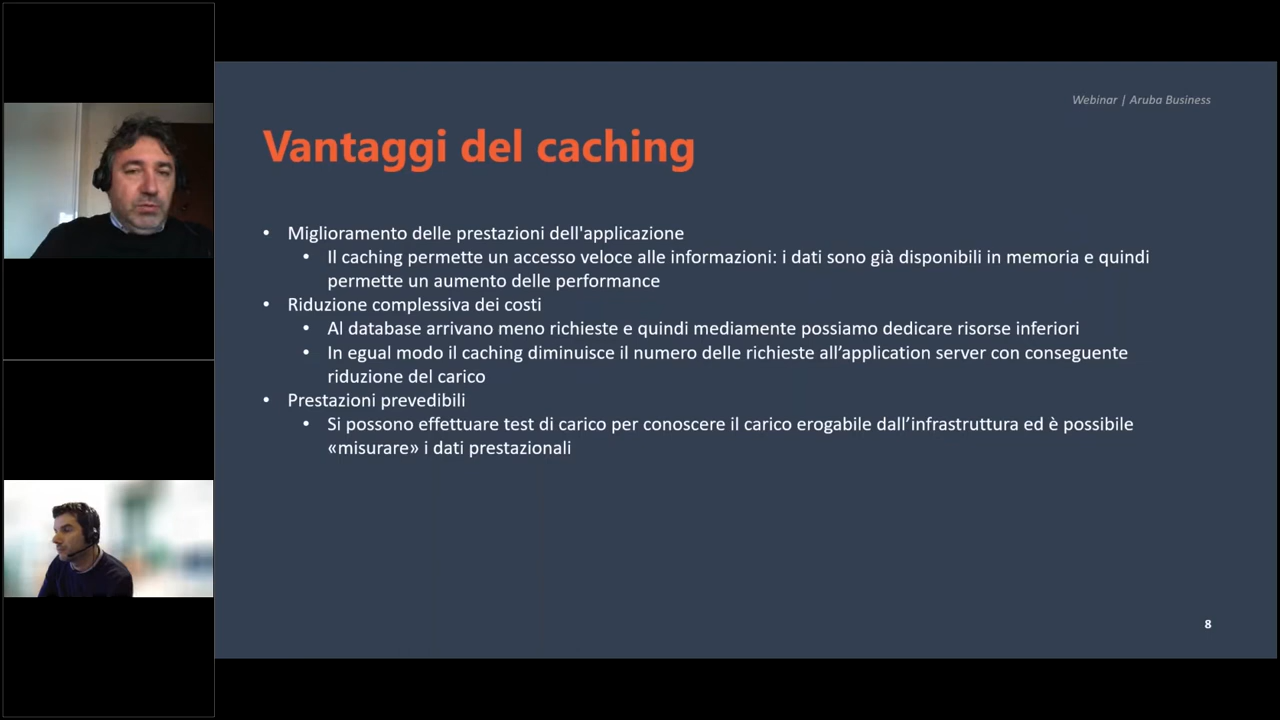 Webinar | Aruba Business
Vantaggi del caching
• Miglioramento delle prestazioni dell'applicazione
• Il caching permette un accesso veloce alle informazioni: i dati sono già disponibili in memoria e quindi
permette un aumento delle performance
• Riduzione complessiva dei costi
• Al database arrivano meno richieste e quindi mediamente possiamo dedicare risorse inferiori
• In egual modo il caching diminuisce il numero delle richieste all’application server con conseguente
riduzione del carico
• Prestazioni prevedibili
• Si possono effettuare test di carico per conoscere il carico erogabile dall’infrastruttura ed è possibile
«misurare» i dati prestazionali
8